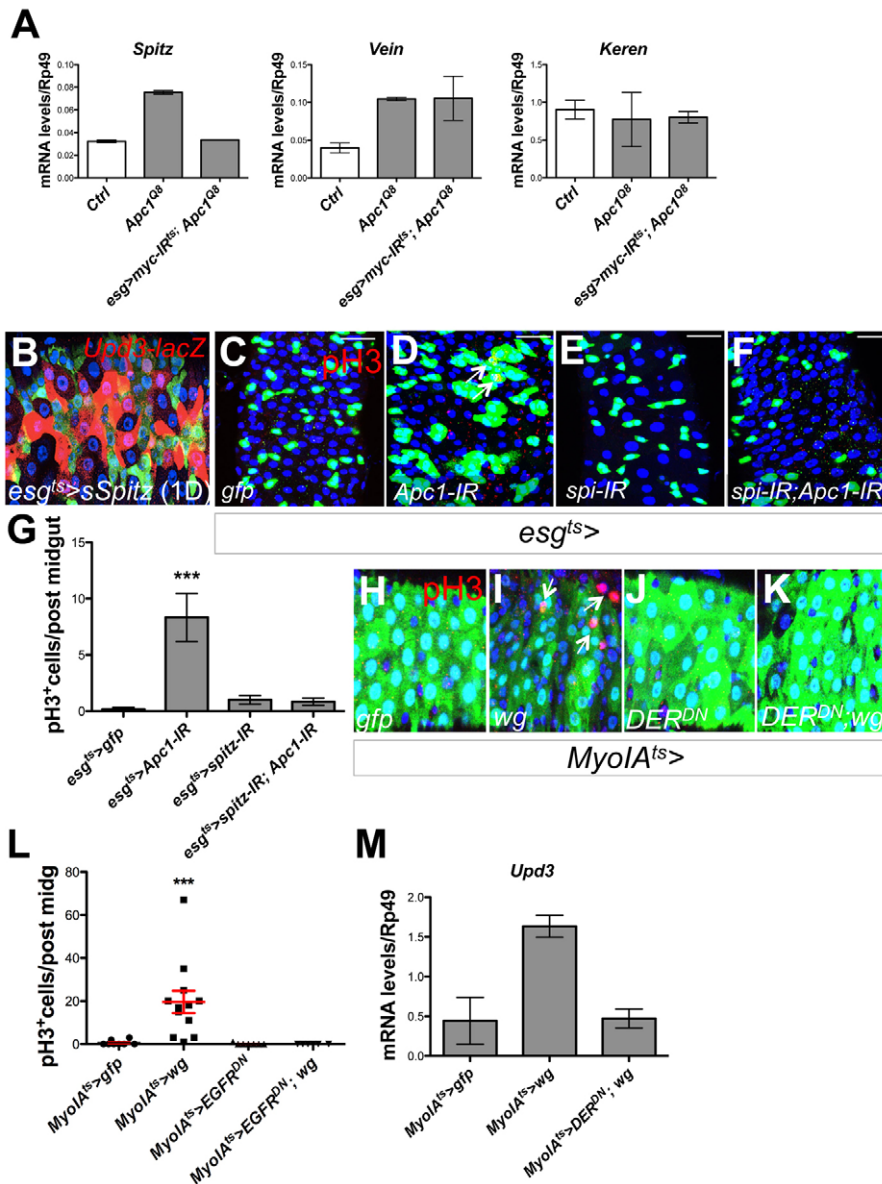 A
Spitz
Vein
Keren
mRNA levels/Rp49
0.10
0.08
0.06
0.04
0.02
0.00
Ctrl
Apc1Q8
esg>myc-IRts; Apc1Q8
mRNA levels/Rp49
0.15
0.10
0.05
0.00
Ctrl
Apc1Q8
esg>myc-IRts; Apc1Q8
mRNA levels/Rp49
1.5
1.0
0.5
0.0
Ctrl
Apc1Q8
esg>myc-IRts; Apc1Q8
B
Upd3-lacZ
esgts>sSpitz (1D)
C
pH3
gfp
D
Apc1-IR
E
spi-IR
F
spi-IR;Apc1-IR
esgts>
G
pH3+cells/post midgut
15
10
5
0
***
esgts>gfp
esgts>Apc1-IR
esgts>spitz-IR
esgts>spitz-IR; Apc1-IR
H
pH3
gfp
I
wg
J
DERDN
K
DERDN;wg
MyoIAts>
L
pH3+cells/post midg
80
60
40
20
0
***
MyoIAts>gfp
MyoIAts>wg
MyoIAts>EGFRDN
MyoIAts>EGFRDN; wg
M
Upd3
mRNA levels/Rp49
2.0
1.5
1.0
0.5
0.0
MyoIAts>gfp
MyoIAts>wg
MyoIAts>DERDN; wg